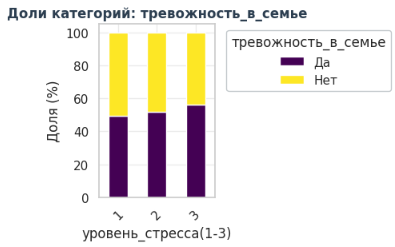 Доли категорий: тревожность_в_семье
Доля (%)
100
80
60
40
20
0
1
2
3
уровень_стресса(1-3)
тревожность_в_семье
Да
Нет